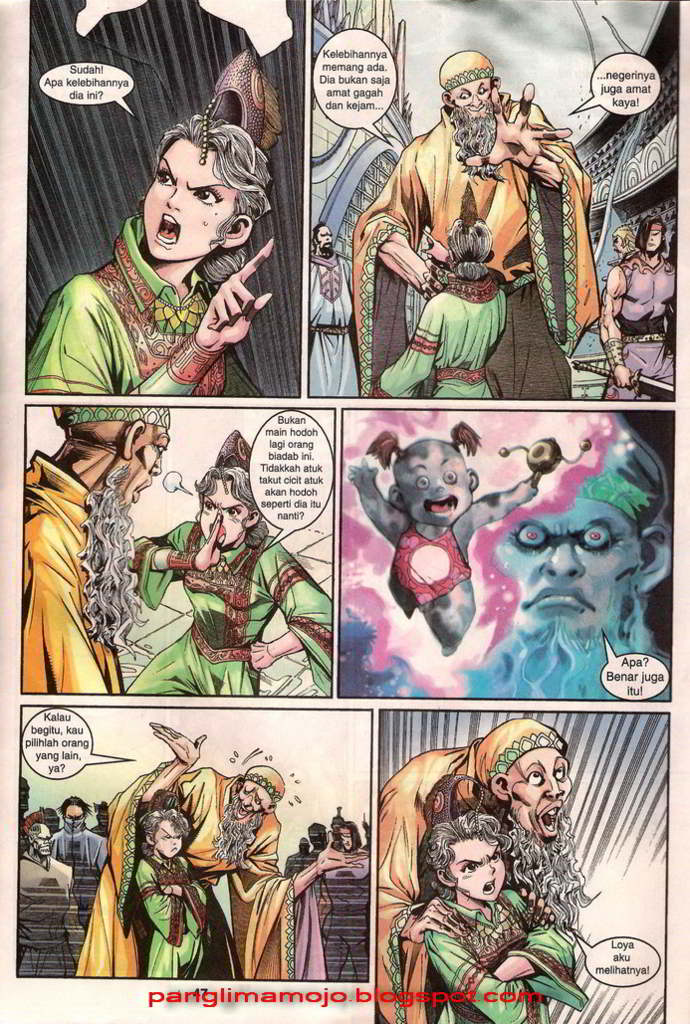 Sudah!
Apa kelebihannya
dia ini?
Kelebihannya
memang ada.
Dia bukan saja
amat gagah
dan kejam...
...negerinya
juga amat
kaya!
Bukan
main hodoh
lagi orang
biadab ini.
Tidakkah atuk
takut cicit atuk
akan hodoh
seperti dia itu
nanti?
Apa?
Benar juga
itu!
Kalau
begitu, kau
pilihlah orang
yang lain,
ya?
Loya
aku
melihatnya!
47
panglimamojo.blogspot.com